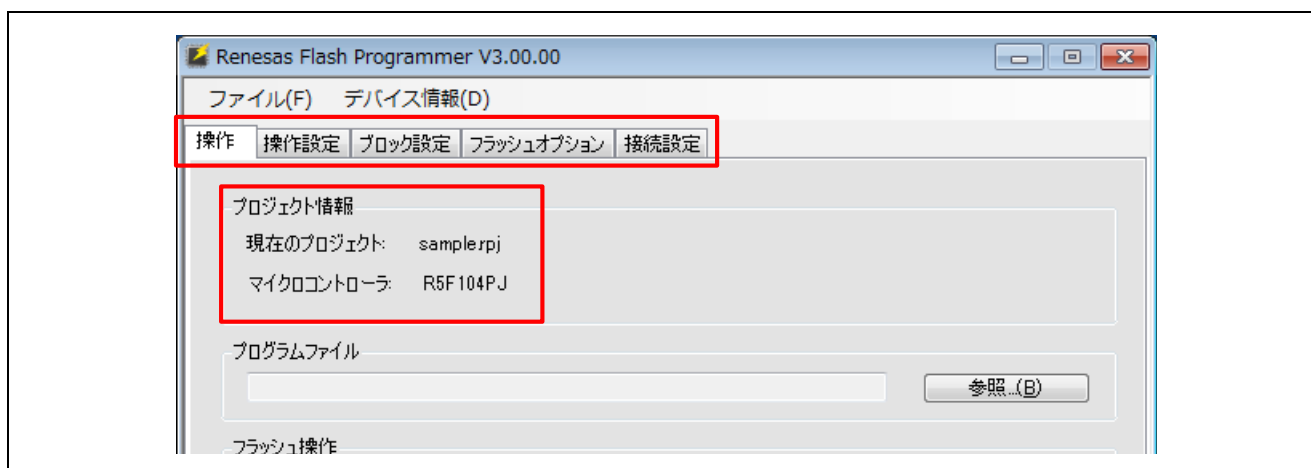 Renesas Flash Programmer V3.00.00
ファイル(F) デバイス情報(D)
操作 操作設定 ブロック設定 フラッシュオプション 接続設定
プロジェクト情報
現在のプロジェクト: sample.rpj
マイクロコントローラ: R5F104PJ
プログラムファイル
参照...(B)
フラッシュ操作